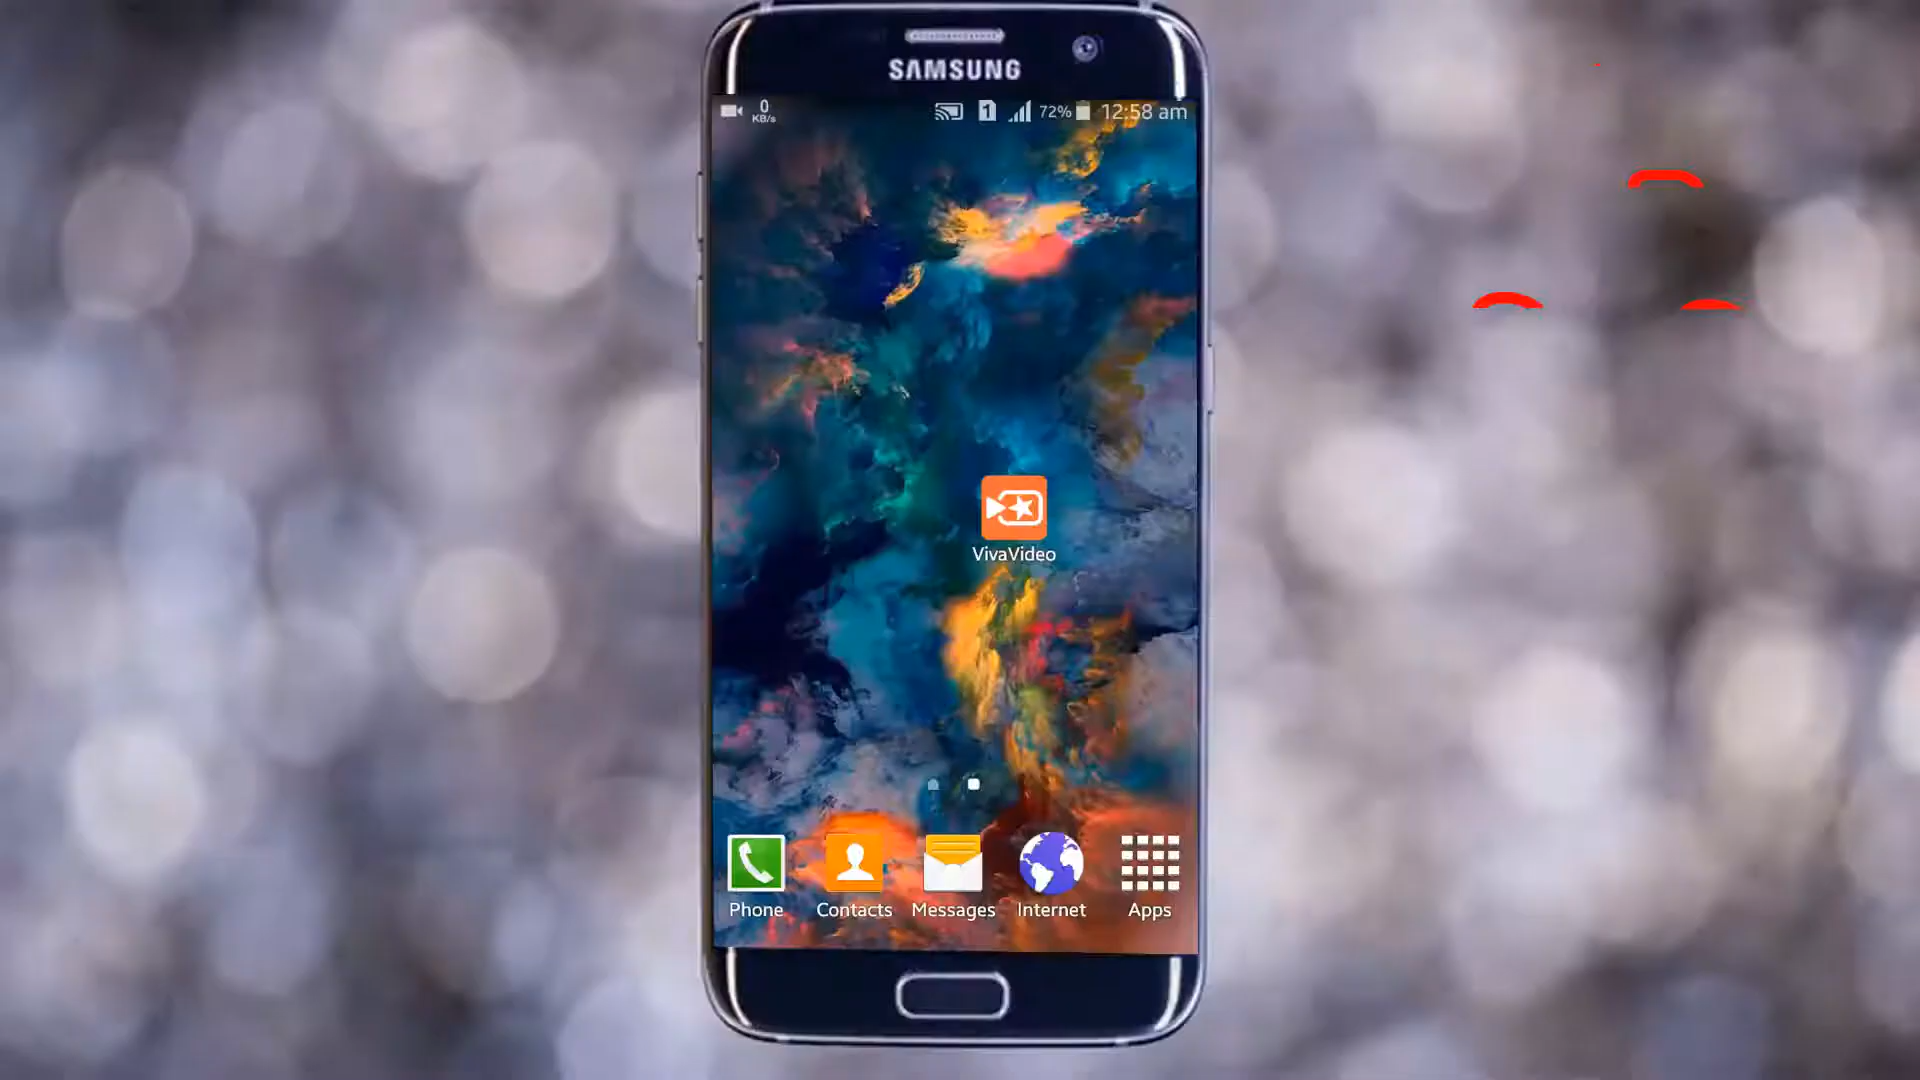 SAMSUNG
0
KB/s
1
72%
12:58 am
VivaVideo
Phone
Contacts
Messages
Internet
Apps